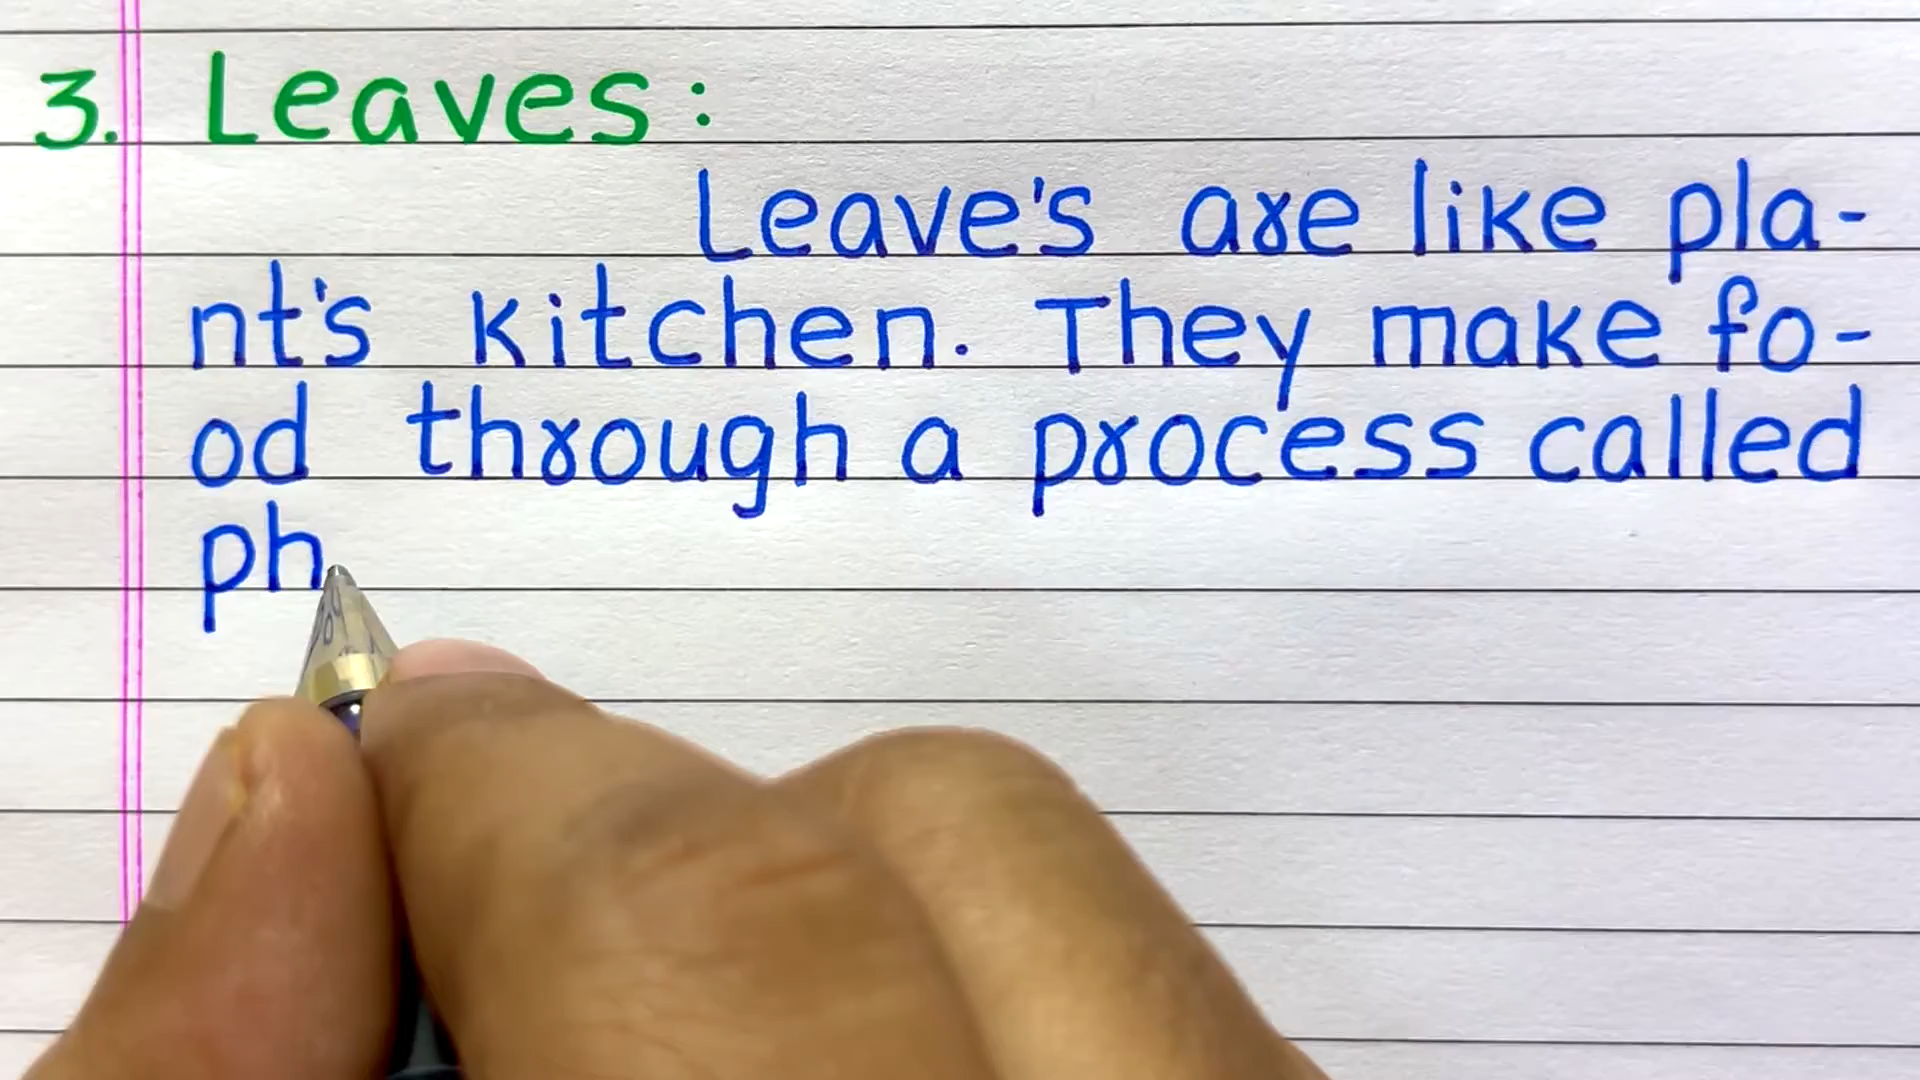 3. Leaves :
Leave's are like pla-
nt's kitchen. They make fo-
od through a process called
ph